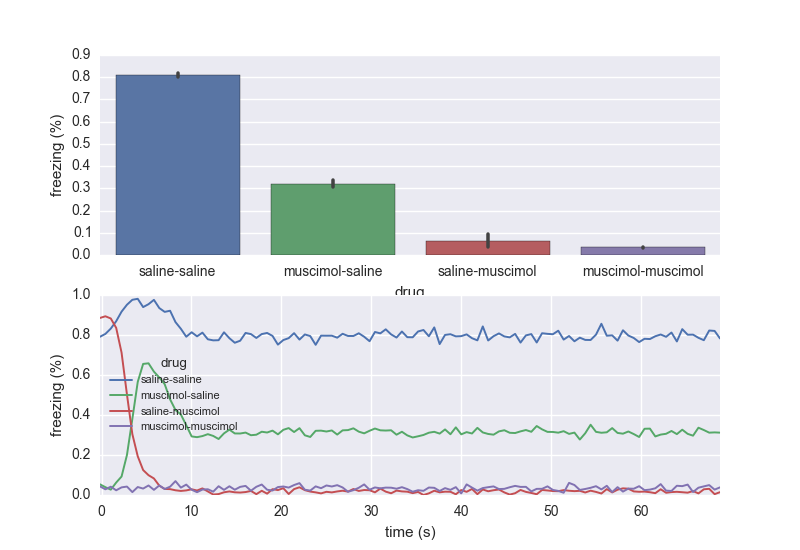 freezing (%)
0.9
0.8
0.7
0.6
0.5
0.4
0.3
0.2
0.1
0.0
saline-saline
muscimol-saline
saline-muscimol
muscimol-muscimol
drug
freezing (%)
1.0
0.8
0.6
0.4
0.2
0.0
drug
saline-saline
muscimol-saline
saline-muscimol
muscimol-muscimol
0
10
20
30
40
50
60
time (s)